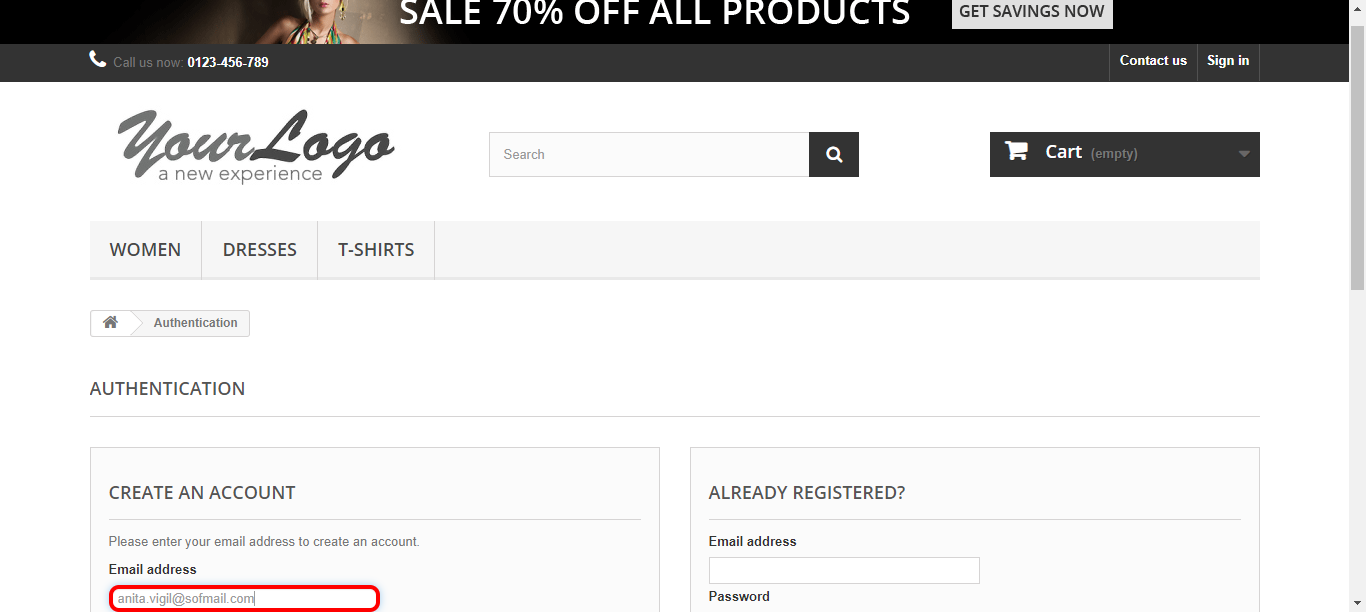 SALE 70% OFF ALL PRODUCTS
GET SAVINGS NOW
Call us now: 0123-456-789
Contact us
Sign in
YourLogo
a new experience
Search
Cart (empty)
WOMEN
DRESSES
T-SHIRTS
Authentication
AUTHENTICATION
CREATE AN ACCOUNT
Please enter your email address to create an account.
Email address
anita.vigil@sofmail.com
ALREADY REGISTERED?
Email address
Password